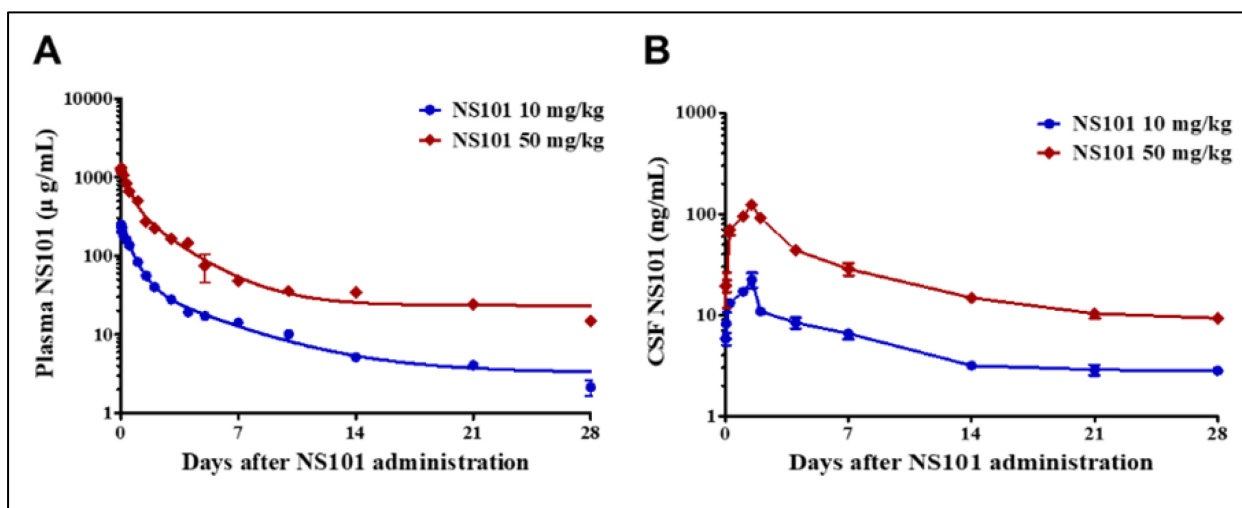 A
Plasma NS101 (μ g/mL)
10000
1000
100
10
1
NS101 10 mg/kg
NS101 50 mg/kg
0 7 14 21 28
Days after NS101 administration
B
CSF NS101 (ng/mL)
1000
100
10
1
NS101 10 mg/kg
NS101 50 mg/kg
0 7 14 21 28
Days after NS101 administration